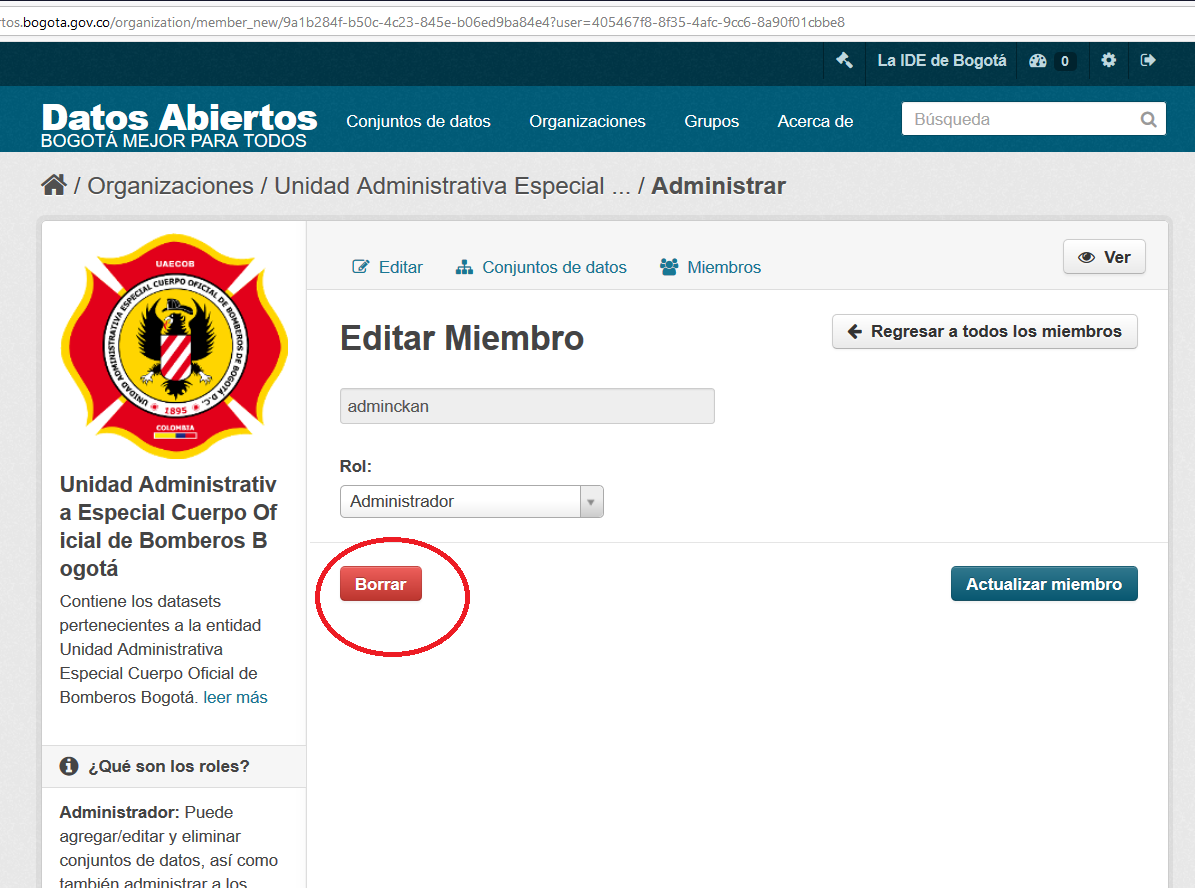 tos.bogota.gov.co/organization/member_new/9a1b284f-b50c-4c23-845e-b06ed9ba84e4?user=405467f8-8f35-4afc-9cc6-8a90f01cbbe8
La IDE de Bogotá 0
Datos Abiertos
BOGOTÁ MEJOR PARA TODOS
Conjuntos de datos Organizaciones Grupos Acerca de Búsqueda
/ Organizaciones / Unidad Administrativa Especial ... / Administrar
UAECOB
UNIDAD ADMINISTRATIVA ESPECIAL CUERPO OFICIAL DE BOMBEROS DE BOGOTA D.C.
1895
COLOMBIA
Unidad Administrativ
a Especial Cuerpo Of
icial de Bomberos B
ogotá
Contiene los datasets
pertenecientes a la entidad
Unidad Administrativa
Especial Cuerpo Oficial de
Bomberos Bogotá. leer más
¿Qué son los roles?
Administrador: Puede
agregar/editar y eliminar
conjuntos de datos, así como
también administrar a los
Editar Conjuntos de datos Miembros Ver
Editar Miembro
Regresar a todos los miembros
adminckan
Rol:
Administrador
Borrar Actualizar miembro